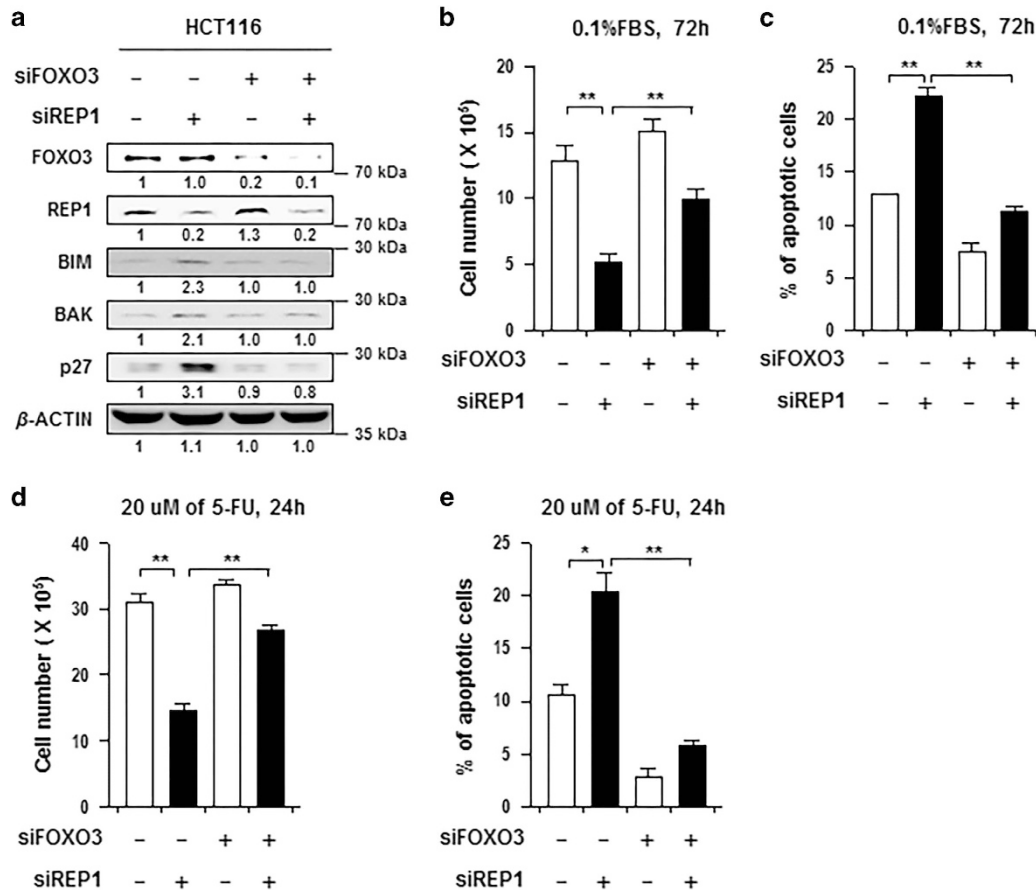 a
HCT116
siFOXO3 – – + +
siREP1 – + – +
FOXO3
70 kDa
1 1.0 0.2 0.1
REP1
70 kDa
1 0.2 1.3 0.2
30 kDa
BIM
1 2.3 1.0 1.0
30 kDa
BAK
1 2.1 1.0 1.0
30 kDa
p27
1 3.1 0.9 0.8
β-ACTIN
35 kDa
1 1.1 1.0 1.0
b
0.1%FBS, 72h
Cell number ( X 10⁵)
20
15
10
5
0
** **
siFOXO3 – – + +
siREP1 – + – +
c
0.1%FBS, 72h
% of apoptotic cells
25
20
15
10
5
0
** **
– – + +
– + – +
d
20 uM of 5-FU, 24h
Cell number ( X 10⁵)
40
30
20
10
0
** **
siFOXO3 – – + +
siREP1 – + – +
e
20 uM of 5-FU, 24h
% of apoptotic cells
25
20
15
10
5
0
* **
siFOXO3 – – + +
siREP1 – + – +